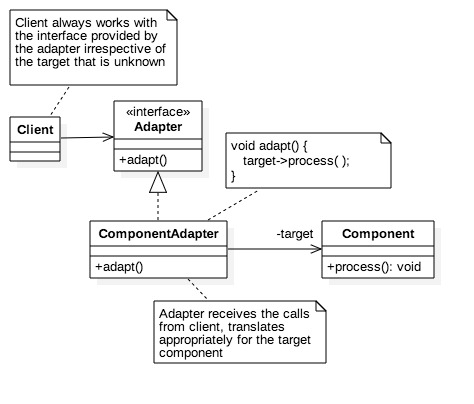 Client always works with
the interface provided by
the adapter irrespective of
the target that is unknown
«interface»
Adapter
+adapt()
Client
void adapt() {
target->process( );
}
ComponentAdapter
+adapt()
-target
Component
+process(): void
Adapter receives the calls
from client, translates
appropriately for the target
component